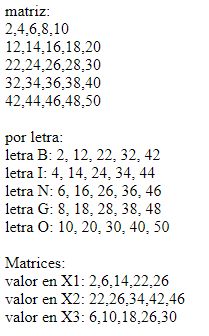 matriz:
2,4,6,8,10
12,14,16,18,20
22,24,26,28,30
32,34,36,38,40
42,44,46,48,50
por letra:
letra B: 2, 12, 22, 32, 42
letra I: 4, 14, 24, 34, 44
letra N: 6, 16, 26, 36, 46
letra G: 8, 18, 28, 38, 48
letra O: 10, 20, 30, 40, 50
Matrices:
valor en X1: 2,6,14,22,26
valor en X2: 22,26,34,42,46
valor en X3: 6,10,18,26,30